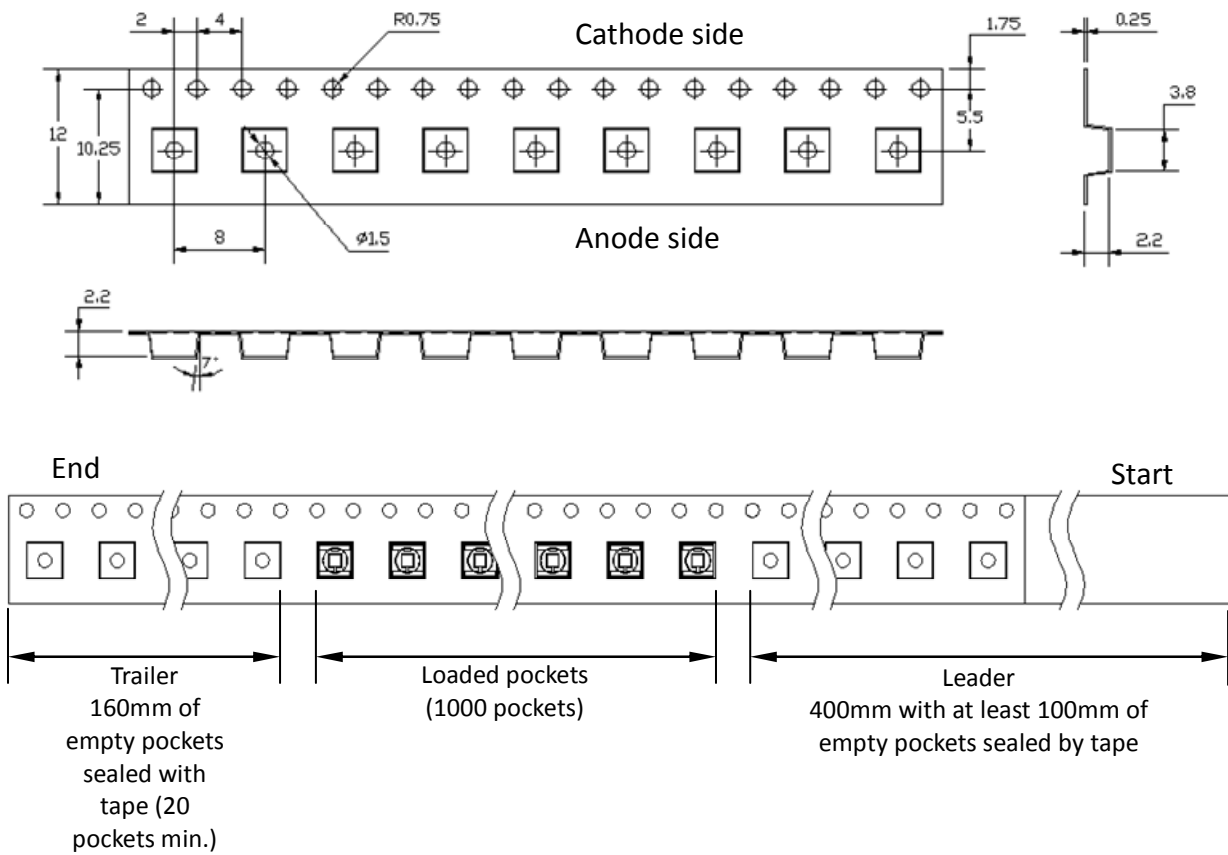 2
4
R0.75
Cathode side
1.75
0.25
12
10.25
5.5
3.8
8
Ø1.5
Anode side
2.2
2.2
7°
End
Start
Trailer
160mm of
empty pockets
sealed with
tape (20
pockets min.)
Loaded pockets
(1000 pockets)
Leader
400mm with at least 100mm of
empty pockets sealed by tape